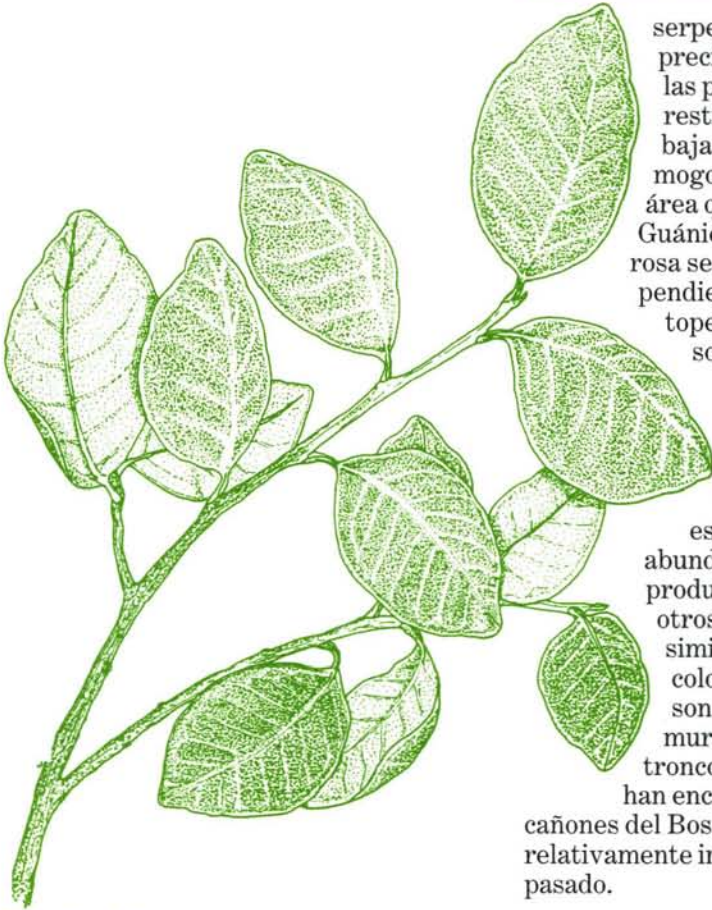 serpe
preci
las p
rest
baja
mogo
área
Guánic
rosa se
pendie
tope
so
es
abund
produ
otros
simi
colo
son
mur
tronco
han enc
cañones del Bos
relativamente in
pasado.